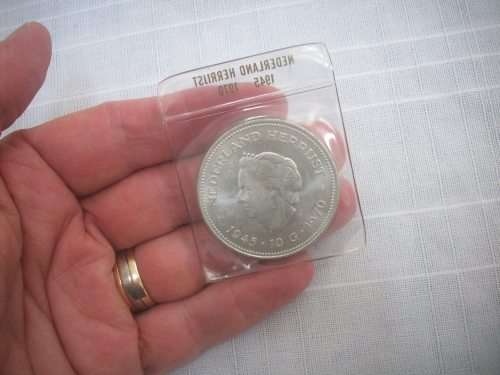 NEDERLAND HERRIJST
1945 1970
NEDERLAND HERRIJST
1945 · 10 G · 1970